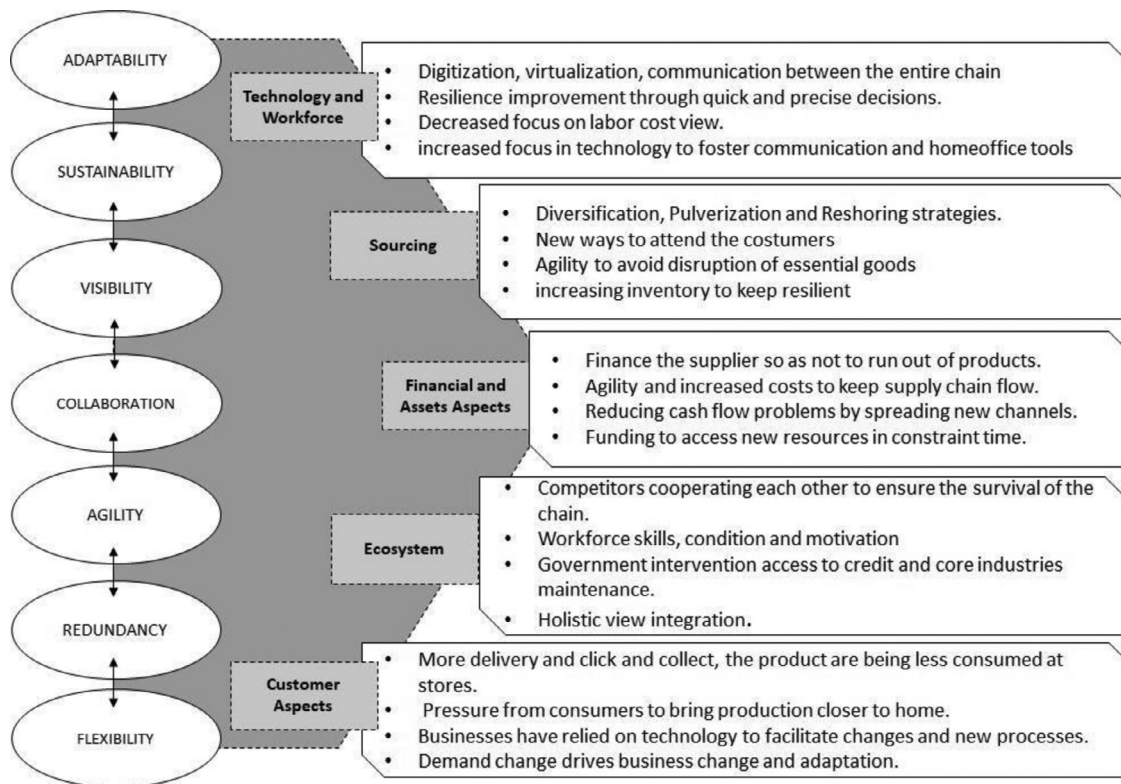 ADAPTABILITY
SUSTAINABILITY
VISIBILITY
COLLABORATION
AGILITY
REDUNDANCY
FLEXIBILITY
Technology and
Workforce
• Digitization, virtualization, communication between the entire chain
• Resilience improvement through quick and precise decisions.
• Decreased focus on labor cost view.
• increased focus in technology to foster communication and homeoffice tools
Sourcing
• Diversification, Pulverization and Reshoring strategies.
• New ways to attend the costumers
• Agility to avoid disruption of essential goods
• increasing inventory to keep resilient
Financial and
Assets Aspects
• Finance the supplier so as not to run out of products.
• Agility and increased costs to keep supply chain flow.
• Reducing cash flow problems by spreading new channels.
• Funding to access new resources in constraint time.
Ecosystem
• Competitors cooperating each other to ensure the survival of the
chain.
• Workforce skills, condition and motivation
• Government intervention access to credit and core industries
maintenance.
• Holistic view integration.
Customer
Aspects
• More delivery and click and collect, the product are being less consumed at
stores.
• Pressure from consumers to bring production closer to home.
• Businesses have relied on technology to facilitate changes and new processes.
• Demand change drives business change and adaptation.